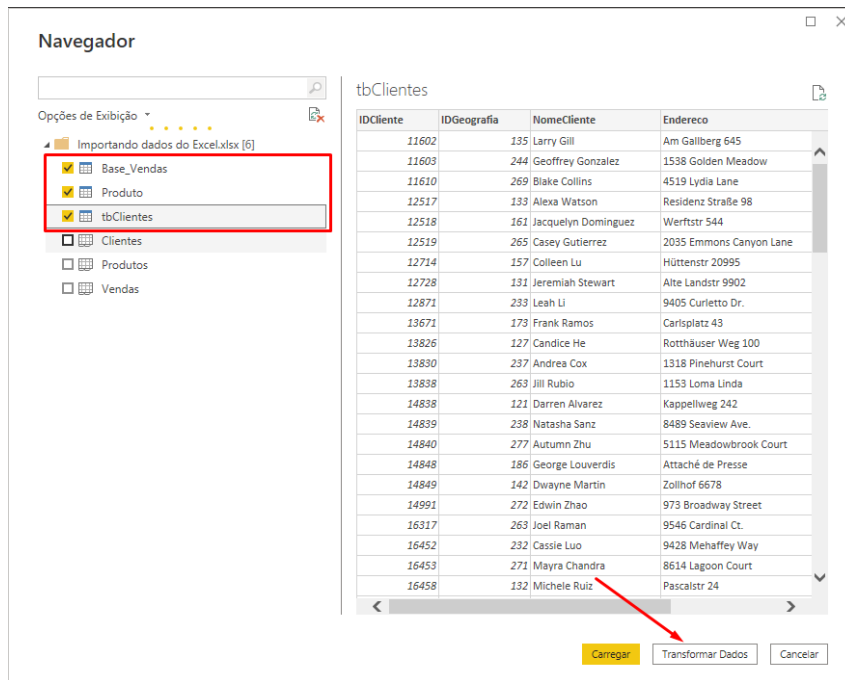 Navegador
Opções de Exibição
Importando dados do Excel.xlsx [6]
Base_Vendas
Produto
tbClientes
Clientes
Produtos
Vendas
tbClientes
IDCliente IDGeografia NomeCliente Endereco
11602 135 Larry Gill Am Gallberg 645
11603 244 Geoffrey Gonzalez 1538 Golden Meadow
11610 269 Blake Collins 4519 Lydia Lane
12517 133 Alexa Watson Residenz Straße 98
12518 161 Jacquelyn Dominguez Werftstr 544
12519 265 Casey Gutierrez 2035 Emmons Canyon Lane
12714 157 Colleen Lu Hüttenstr 20995
12728 131 Jeremiah Stewart Alte Landstr 9902
12871 233 Leah Li 9405 Curletto Dr.
13671 173 Frank Ramos Carlsplatz 43
13826 127 Candice He Rotthäuser Weg 100
13830 237 Andrea Cox 1318 Pinehurst Court
13838 263 Jill Rubio 1153 Loma Linda
14838 121 Darren Alvarez Kappellweg 242
14839 238 Natasha Sanz 8489 Seaview Ave.
14840 277 Autumn Zhu 5115 Meadowbrook Court
14848 186 George Louverdis Attaché de Presse
14849 142 Dwayne Martin Zollhof 6678
14991 272 Edwin Zhao 973 Broadway Street
16317 263 Joel Raman 9546 Cardinal Ct.
16452 232 Cassie Luo 9428 Mehaffey Way
16453 271 Mayra Chandra 8614 Lagoon Court
16458 132 Michele Ruiz Pascalstr 24
Carregar Transformar Dados Cancelar